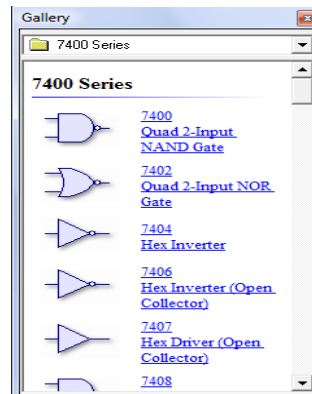 Gallery
7400 Series
7400 Series
7400
Quad 2-Input
NAND Gate
7402
Quad 2-Input NOR
Gate
7404
Hex Inverter
7406
Hex Inverter (Open
Collector)
7407
Hex Driver (Open
Collector)
7408